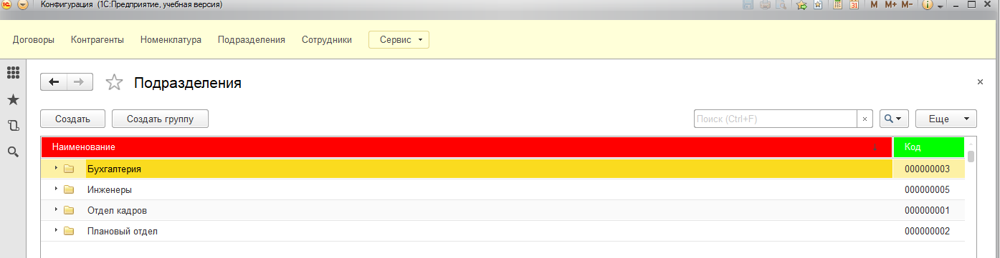 Конфигурация (1С:Предприятие, учебная версия) 31 M M+ M-
Договоры Контрагенты Номенклатура Подразделения Сотрудники Сервис
Подразделения
Создать Создать группу Поиск (Ctrl+F) Еще
Наименование Код
Бухгалтерия 000000003
Инженеры 000000005
Отдел кадров 000000001
Плановый отдел 000000002